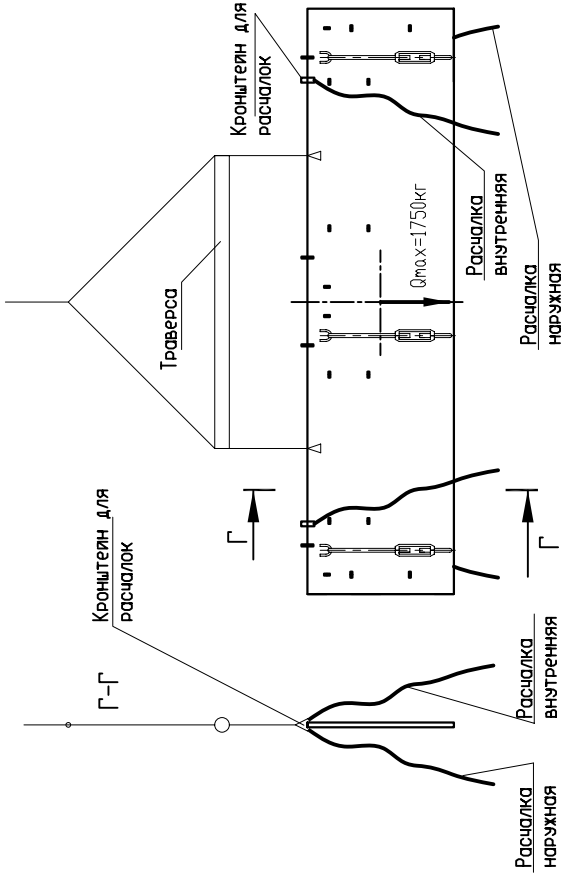 Кронштейн для
расчалок
Траверса
Qmax=1750кг
Расчалка
внутренняя
Расчалка
наружная
Г
Г
Кронштейн для
расчалок
Г-Г
Расчалка
внутренняя
Расчалка
наружная